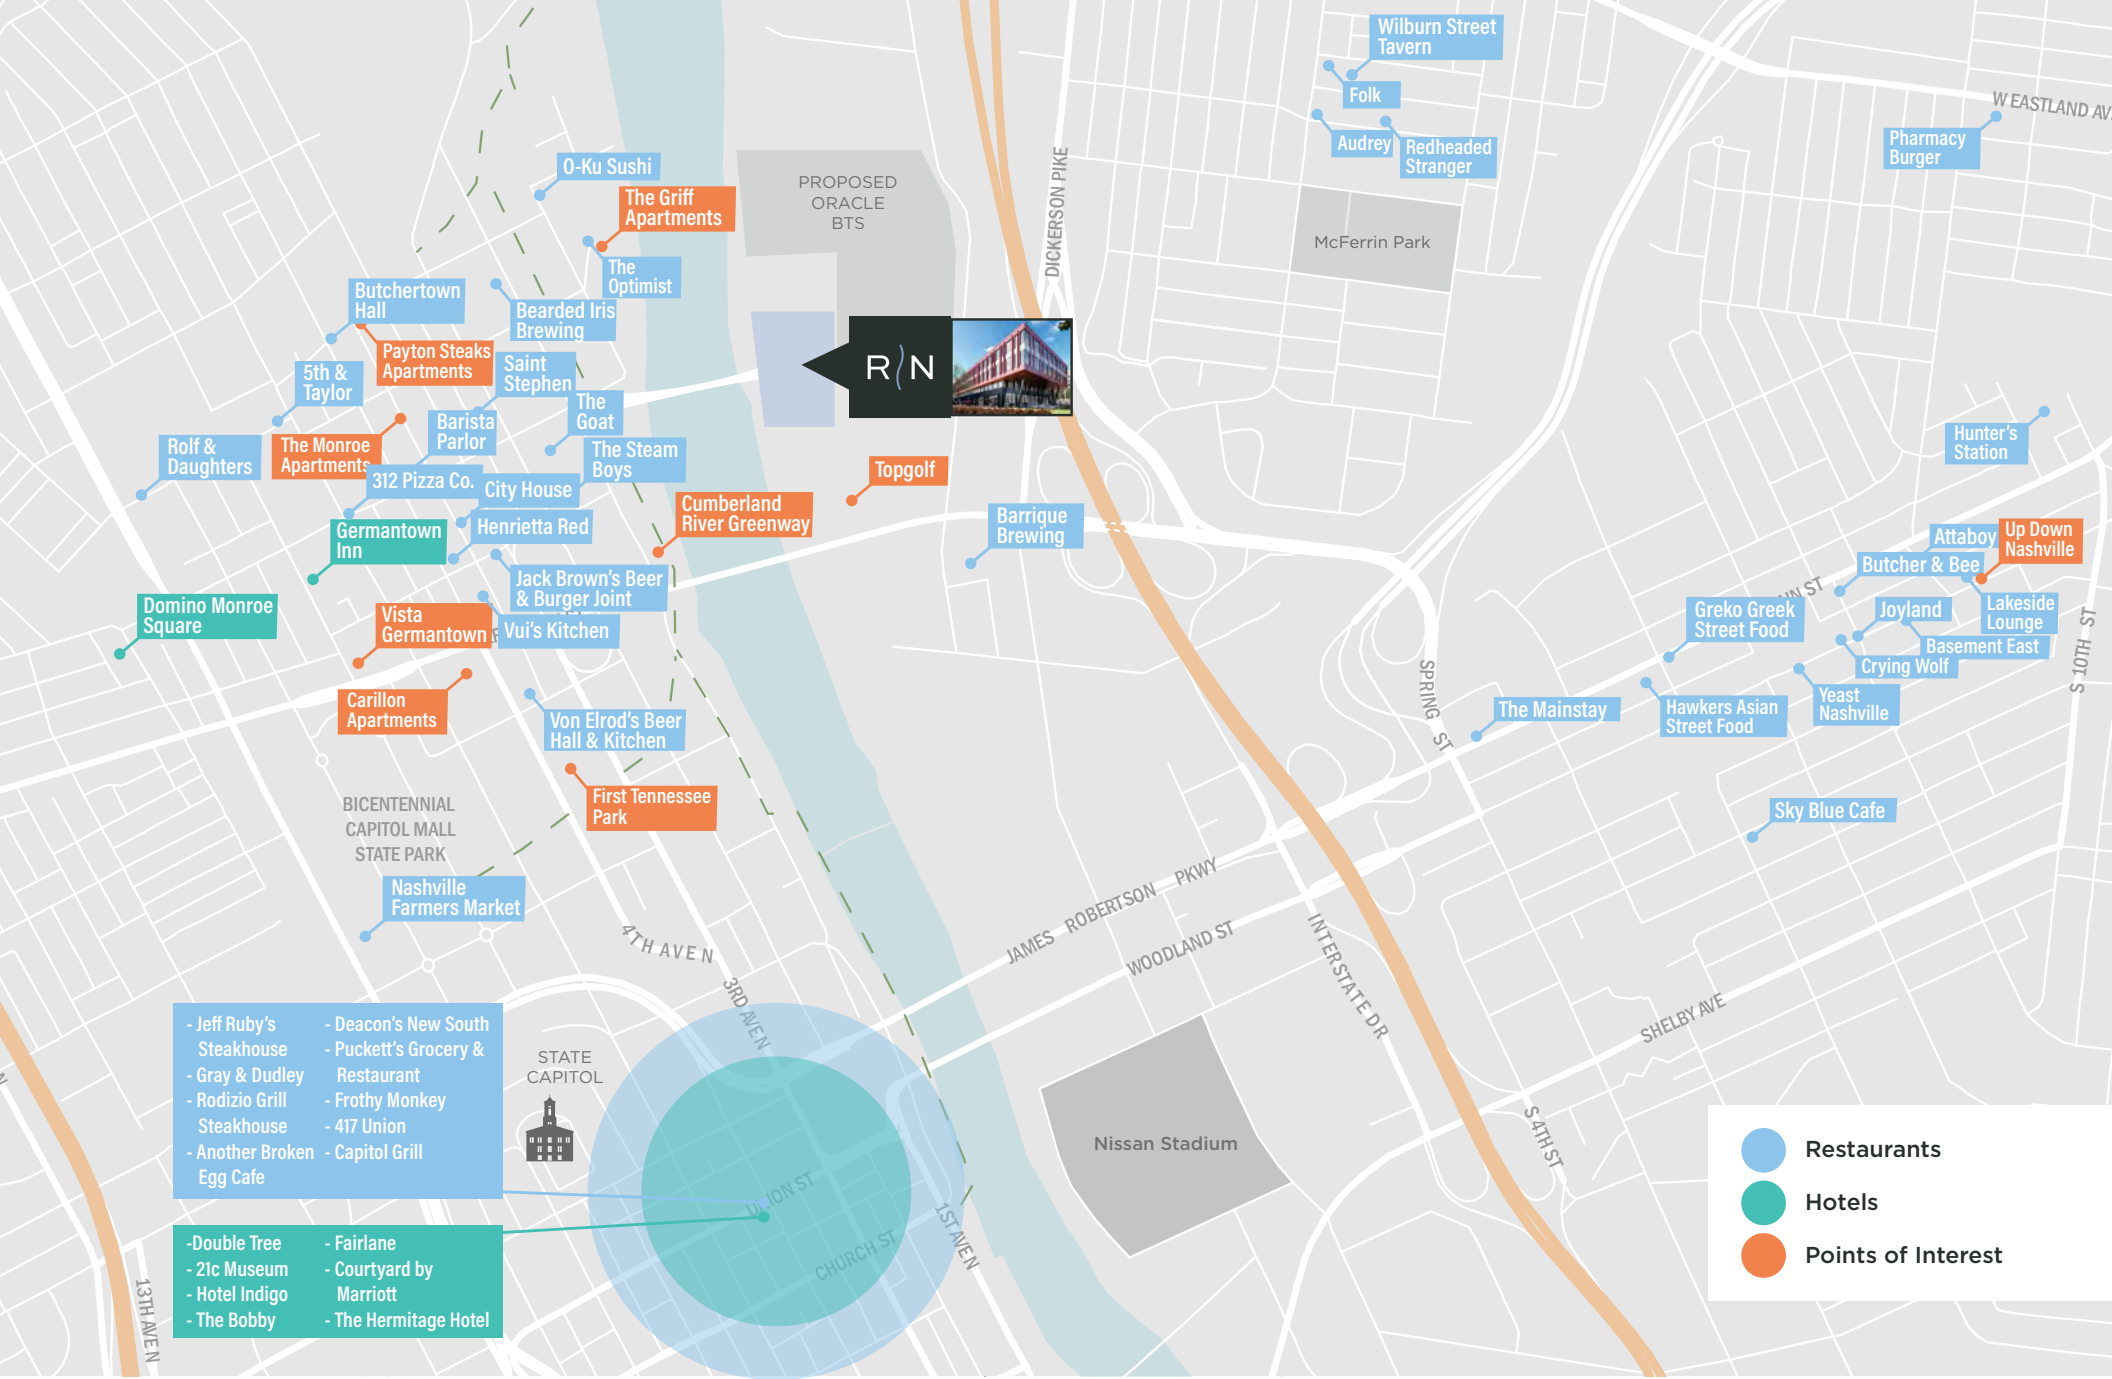 Wilburn Street
Tavern
Folk
Audrey
Redheaded
Stranger
W EASTLAND AV
Pharmacy
Burger
DICKERSON PIKE
O-Ku Sushi
The Griff
Apartments
PROPOSED
ORACLE
BTS
McFerrin Park
The
Optimist
Butchertown
Hall
Bearded Iris
Brewing
Payton Steaks
Apartments
Saint
Stephen
5th &
Taylor
R N
The
Goat
Barista
Parlor
The Monroe
Apartments
Rolf &
Daughters
The Steam
Boys
312 Pizza Co.
City House
Topgolf
Hunter's
Station
Cumberland
River Greenway
Henrietta Red
Germantown
Inn
Barrique
Brewing
Attaboy
Up Down
Nashville
Butcher & Bee
Jack Brown's Beer
& Burger Joint
Domino Monroe
Square
Vista
Germantown
Vui's Kitchen
Greko Greek
Street Food
ST
Joyland
Lakeside
Lounge
Basement East
Crying Wolf
S 10TH ST
Carillon
Apartments
Von Elrod's Beer
Hall & Kitchen
SPRING ST
The Mainstay
Hawkers Asian
Street Food
Yeast
Nashville
First Tennessee
Park
Sky Blue Cafe
BICENTENNIAL
CAPITOL MALL
STATE PARK
Nashville
Farmers Market
4TH AVE N
3RD AVE N
JAMES ROBERTSON PKWY
WOODLAND ST
INTERSTATE DR
SHELBY AVE
- Jeff Ruby's
Steakhouse
- Gray & Dudley
- Rodizio Grill
Steakhouse
- Another Broken
Egg Cafe
- Deacon's New South
- Puckett's Grocery &
Restaurant
- Frothy Monkey
- 417 Union
- Capitol Grill
STATE
CAPITOL
Nissan Stadium
S 4TH ST
UNION ST
CHURCH ST
1ST AVE N
-Double Tree
- 21c Museum
- Hotel Indigo
- The Bobby
- Fairlane
- Courtyard by
Marriott
- The Hermitage Hotel
13TH AVE N
Restaurants
Hotels
Points of Interest